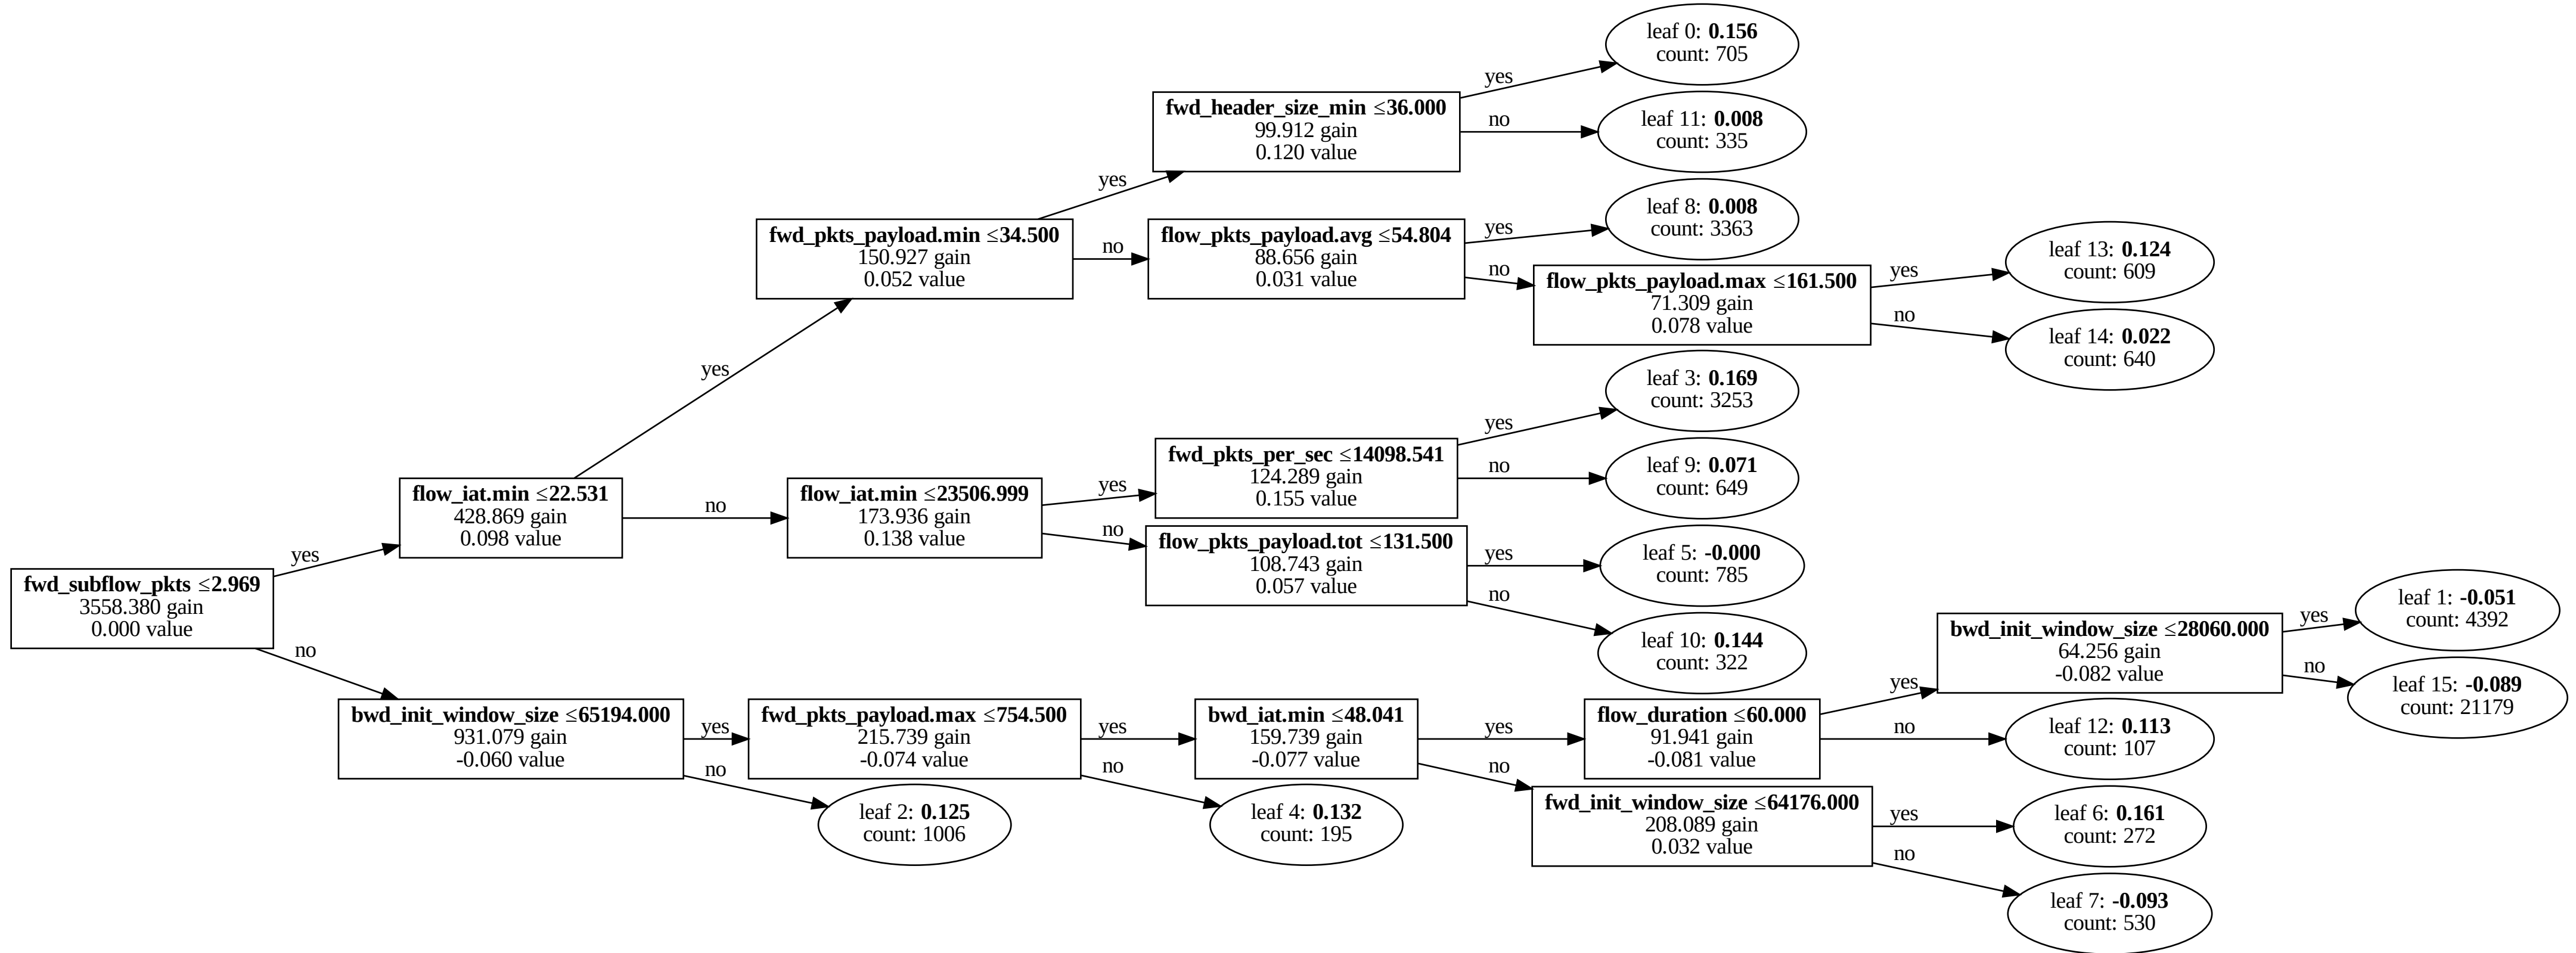 fwd_subflow_pkts ≤2.969
3558.380 gain
0.000 value
yes
no
flow_iat.min ≤22.531
428.869 gain
0.098 value
yes
no
bwd_init_window_size ≤65194.000
931.079 gain
-0.060 value
yes
no
fwd_pkts_payload.min ≤34.500
150.927 gain
0.052 value
yes
no
flow_iat.min ≤23506.999
173.936 gain
0.138 value
yes
no
fwd_pkts_payload.max ≤754.500
215.739 gain
-0.074 value
yes
no
leaf 2: 0.125
count: 1006
fwd_header_size_min ≤36.000
99.912 gain
0.120 value
yes
no
flow_pkts_payload.avg ≤54.804
88.656 gain
0.031 value
yes
no
fwd_pkts_per_sec ≤14098.541
124.289 gain
0.155 value
yes
no
flow_pkts_payload.tot ≤131.500
108.743 gain
0.057 value
yes
no
bwd_iat.min ≤48.041
159.739 gain
-0.077 value
yes
no
leaf 4: 0.132
count: 195
leaf 0: 0.156
count: 705
leaf 11: 0.008
count: 335
leaf 8: 0.008
count: 3363
flow_pkts_payload.max ≤161.500
71.309 gain
0.078 value
yes
no
leaf 3: 0.169
count: 3253
leaf 9: 0.071
count: 649
leaf 5: -0.000
count: 785
leaf 10: 0.144
count: 322
flow_duration ≤60.000
91.941 gain
-0.081 value
yes
no
fwd_init_window_size ≤64176.000
208.089 gain
0.032 value
yes
no
leaf 13: 0.124
count: 609
leaf 14: 0.022
count: 640
bwd_init_window_size ≤28060.000
64.256 gain
-0.082 value
yes
no
leaf 12: 0.113
count: 107
leaf 6: 0.161
count: 272
leaf 7: -0.093
count: 530
leaf 1: -0.051
count: 4392
leaf 15: -0.089
count: 21179